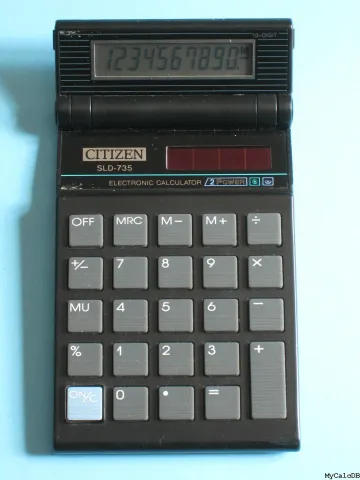 10-DIGIT
1234567890.
M
CITIZEN
SLD-735
ELECTRONIC CALCULATOR 2 POWER
OFF MRC M− M+ ÷
+/− 7 8 9 ×
MU 4 5 6 −
% 1 2 3 +
ON/C 0 • =
MyCalcDB